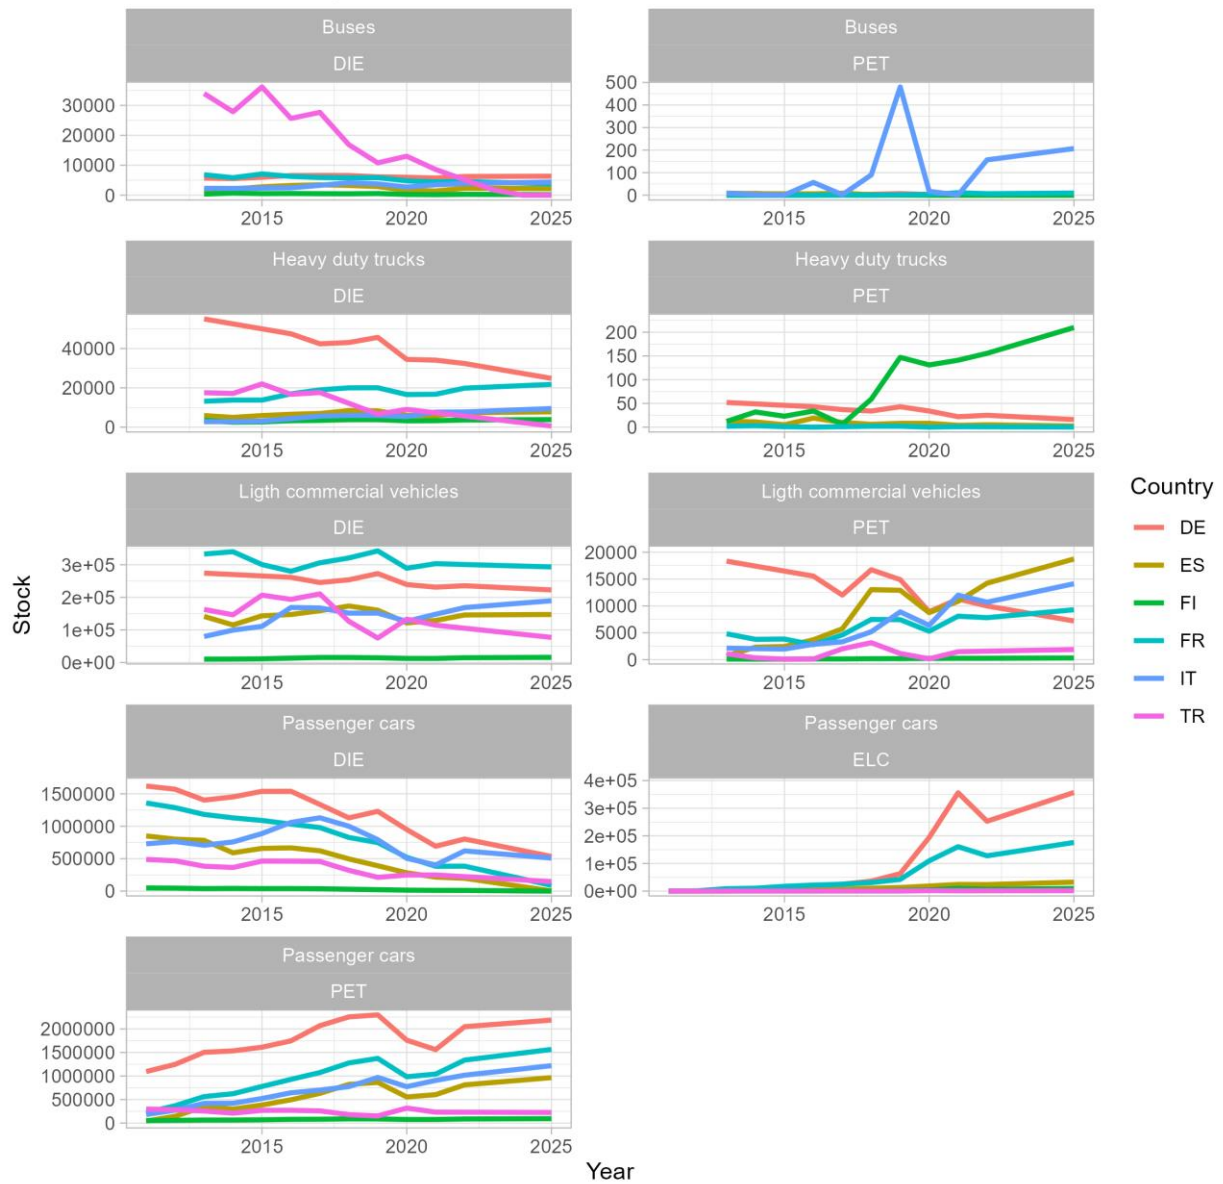 Buses
DIE
30000
20000
10000
0
2015
2020
2025
Buses
PET
500
400
300
200
100
0
2015
2020
2025
Heavy duty trucks
DIE
40000
20000
0
2015
2020
2025
Heavy duty trucks
PET
200
150
100
50
0
2015
2020
2025
Ligth commercial vehicles
DIE
3e+05
2e+05
1e+05
0e+00
2015
2020
2025
Ligth commercial vehicles
PET
20000
15000
10000
5000
0
2015
2020
2025
Passenger cars
DIE
1500000
1000000
500000
0
2015
2020
2025
Passenger cars
ELC
4e+05
3e+05
2e+05
1e+05
0e+00
2015
2020
2025
Passenger cars
PET
2000000
1500000
1000000
500000
0
2015
2020
2025
Stock
Year
Country
DE
ES
FI
FR
IT
TR